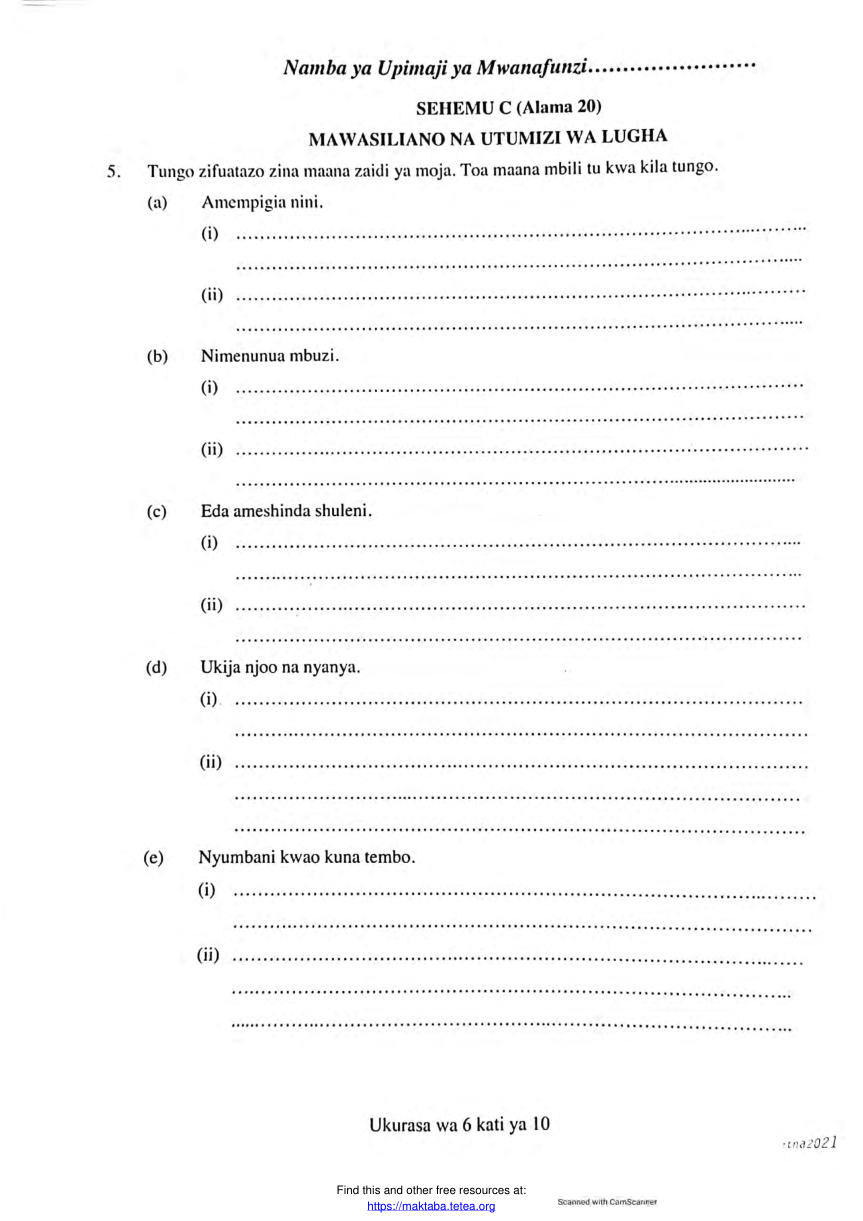 Namba ya Upimaji ya Mwanafunzi........................
SEHEMU C (Alama 20)
MAWASILIANO NA UTUMIZI WA LUGHA
5. Tungo zifuatazo zina maana zaidi ya moja. Toa maana mbili tu kwa kila tungo.
(a) Amempigia nini.
(i) ................................................................
................................................................
(ii) ................................................................
................................................................
(b) Nimenunua mbuzi.
(i) ................................................................
................................................................
(ii) ................................................................
................................................................
(c) Eda ameshinda shuleni.
(i) ................................................................
................................................................
(ii) ................................................................
................................................................
(d) Ukija njoo na nyanya.
(i) ................................................................
................................................................
(ii) ................................................................
................................................................
................................................................
(e) Nyumbani kwao kuna tembo.
(i) ................................................................
................................................................
(ii) ................................................................
................................................................
................................................................
Ukurasa wa 6 kati ya 10
2021
Find this and other free resources at:
https://maktaba.tetea.org
Scanned with CamScanner